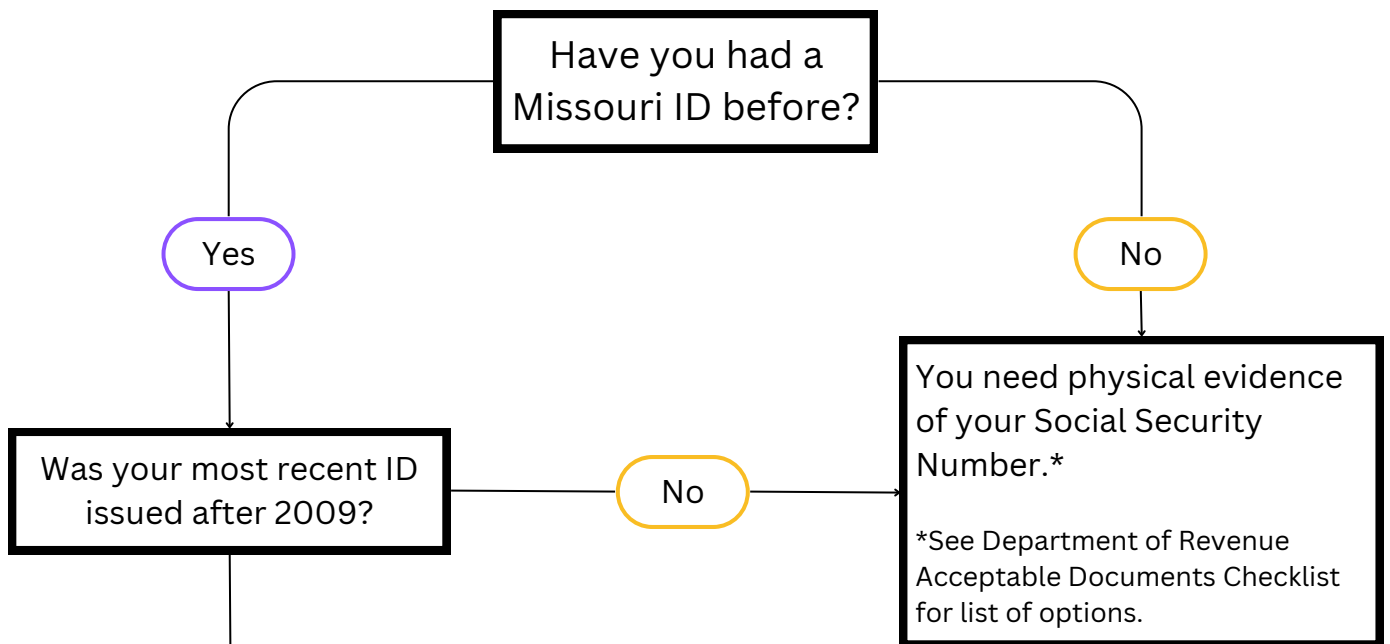 Have you had a
Missouri ID before?
Yes
No
You need physical evidence
of your Social Security
Number.*
Was your most recent ID
issued after 2009?
No
*See Department of Revenue
Acceptable Documents Checklist
for list of options.